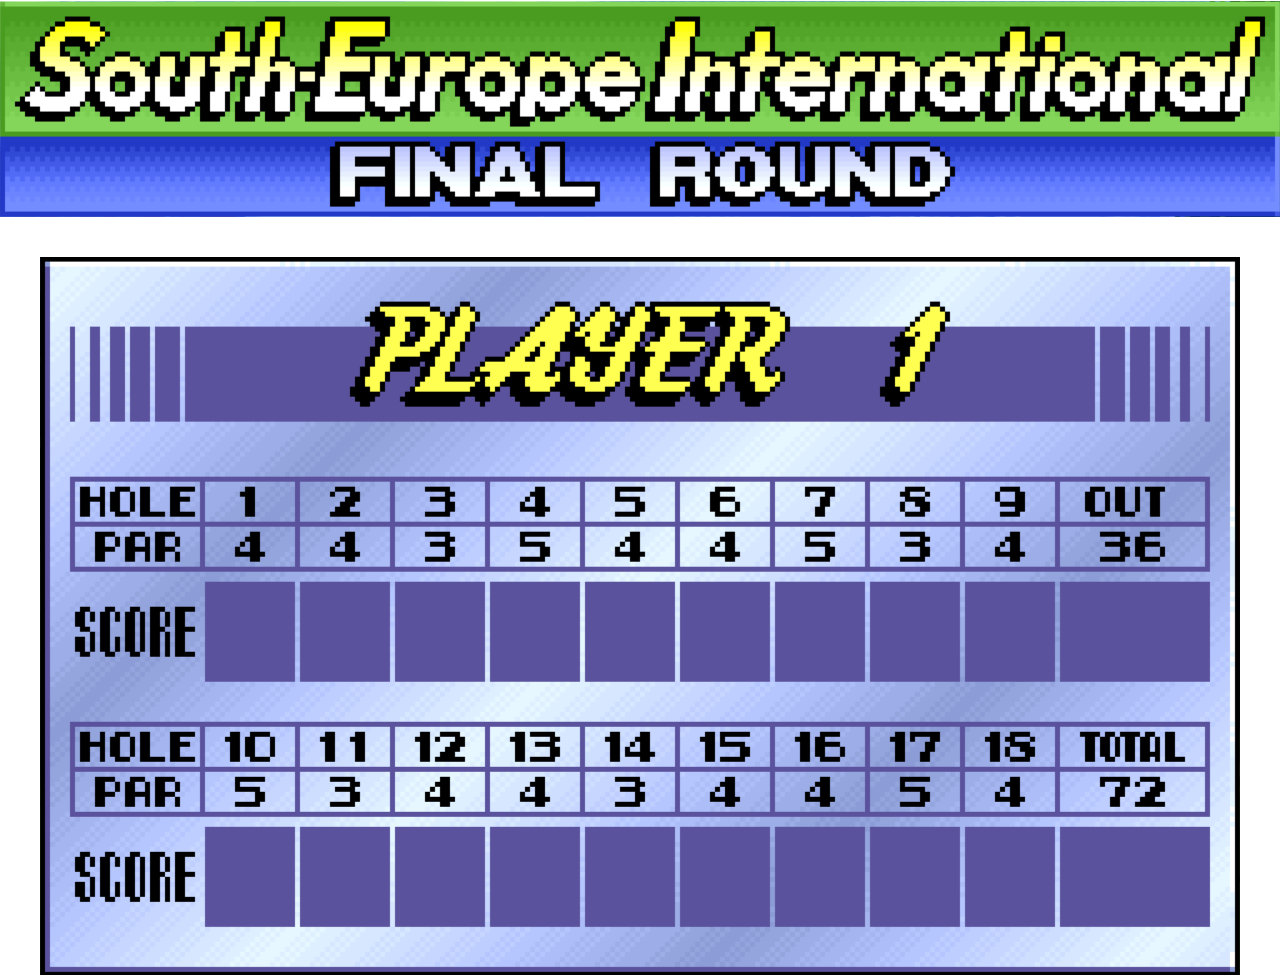 South-Europe International
FINAL ROUND
PLAYER 1
HOLE 1 2 3 4 5 6 7 8 9 OUT
PAR 4 4 3 5 4 4 5 3 4 36
SCORE
HOLE 10 11 12 13 14 15 16 17 18 TOTAL
PAR 5 3 4 4 3 4 4 5 4 72
SCORE